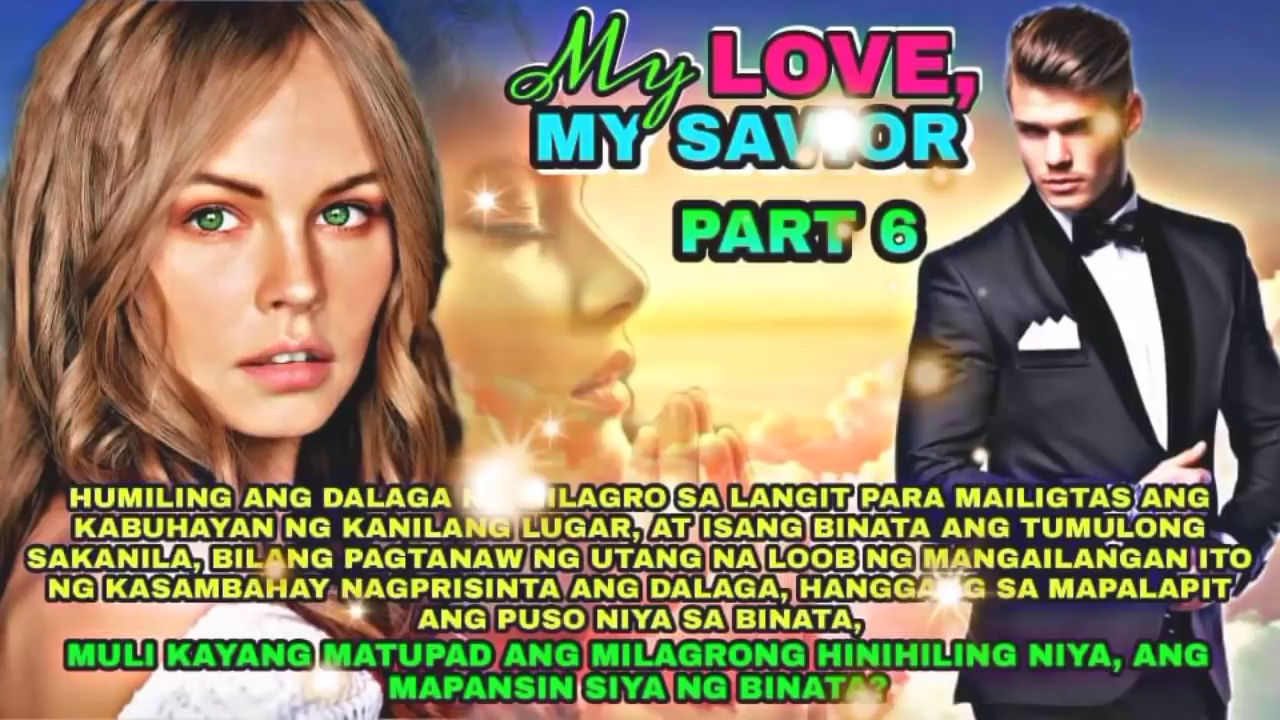 My LOVE,
MY SAVIOR
PART 6
HUMILING ANG DALAGA NG MILAGRO SA LANGIT PARA MAILIGTAS ANG
KABUHAYAN NG KANILANG LUGAR, AT ISANG BINATA ANG TUMULONG
SAKANILA, BILANG PAGTANAW NG UTANG NA LOOB NG MANGAILANGAN ITO
NG KASAMBAHAY NAGPRISINTA ANG DALAGA, HANGGANG SA MAPALAPIT
ANG PUSO NIYA SA BINATA,
MULI KAYANG MATUPAD ANG MILAGRONG HINIHILING NIYA, ANG
MAPANSIN SIYA NG BINATA?